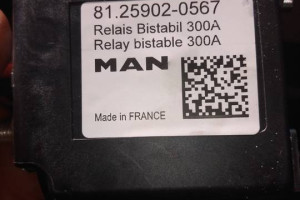 81.25902-0567
Relais Bistabil 300A
Relay bistable 300A
MAN
Made in FRANCE